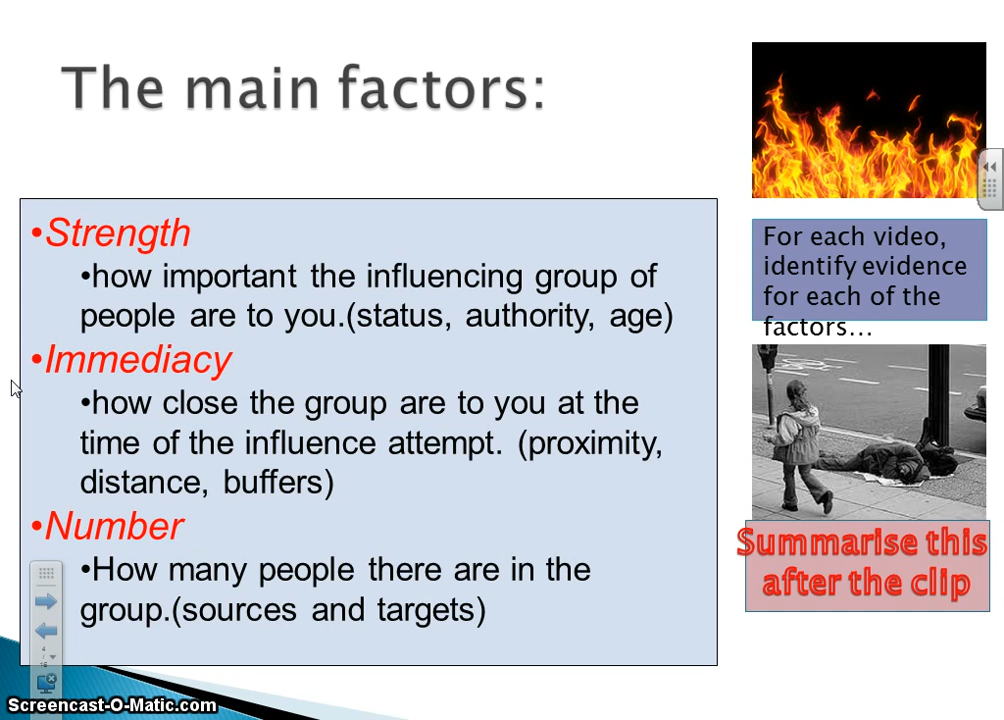 The main factors:
•Strength
•how important the influencing group of
people are to you.(status, authority, age)
•Immediacy
•how close the group are to you at the
time of the influence attempt. (proximity,
distance, buffers)
•Number
•How many people there are in the
group.(sources and targets)
For each video,
identify evidence
for each of the
factors…
Summarise this
after the clip
4
/
16
Screencast-O-Matic.com